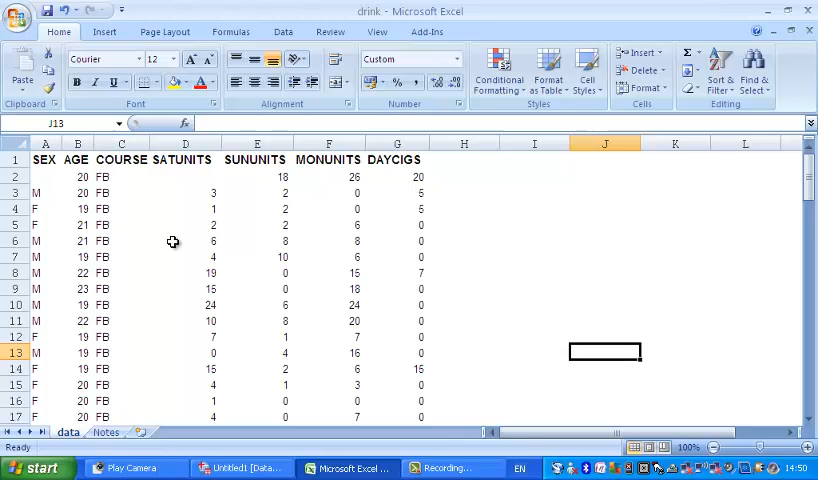 drink - Microsoft Excel
Home Insert Page Layout Formulas Data Review View Add-Ins
Paste Courier 12 Custom Conditional Formatting Format as Table Cell Styles Insert Delete Format Sort & Filter Find & Select
Clipboard Font Alignment Number Styles Cells Editing
J13 fx
A B C D E F G H I J K L
1 SEX AGE COURSE SATUNITS SUNUNITS MONUNITS DAYCIGS
2 20 FB 18 26 20
3 M 20 FB 3 2 0 5
4 F 19 FB 1 2 0 5
5 F 21 FB 2 2 6 0
6 M 21 FB 6 8 8 0
7 M 19 FB 4 10 6 0
8 M 22 FB 19 0 15 7
9 M 23 FB 15 0 18 0
10 M 19 FB 24 6 24 0
11 M 22 FB 10 8 20 0
12 F 19 FB 7 1 7 0
13 M 19 FB 0 4 16 0
14 F 19 FB 15 2 6 15
15 F 20 FB 4 1 3 0
16 F 20 FB 1 0 0 0
17 F 20 FB 4 0 7 0
data Notes
Ready 100%
start Play Camera Untitled1 [Data... Microsoft Excel ... Recording... EN 14:50